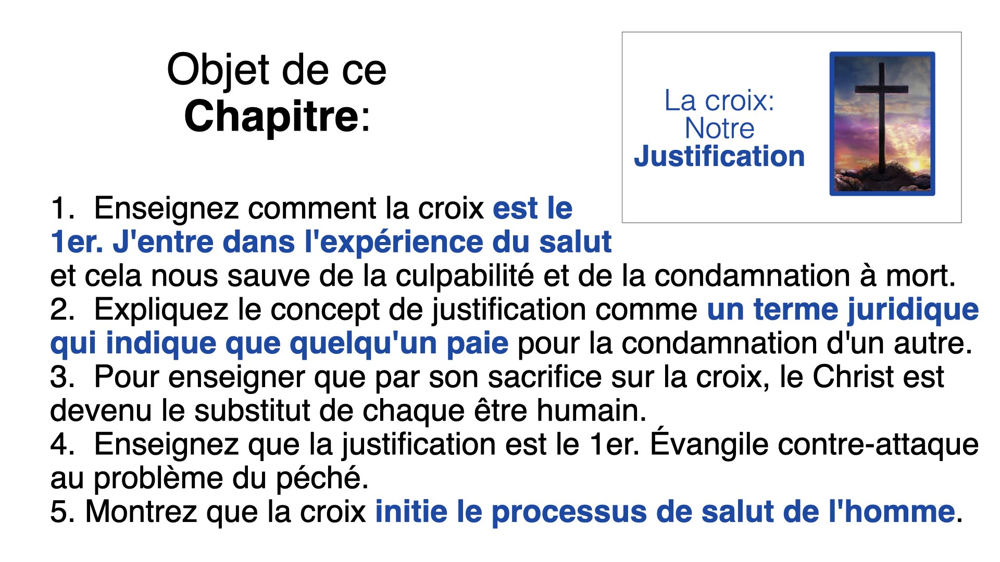 Objet de ce
Chapitre:
La croix:
Notre
Justification
1. Enseignez comment la croix est le
1er. J'entre dans l'expérience du salut
et cela nous sauve de la culpabilité et de la condamnation à mort.
2. Expliquez le concept de justification comme un terme juridique
qui indique que quelqu'un paie pour la condamnation d'un autre.
3. Pour enseigner que par son sacrifice sur la croix, le Christ est
devenu le substitut de chaque être humain.
4. Enseignez que la justification est le 1er. Évangile contre-attaque
au problème du péché.
5. Montrez que la croix initie le processus de salut de l'homme.